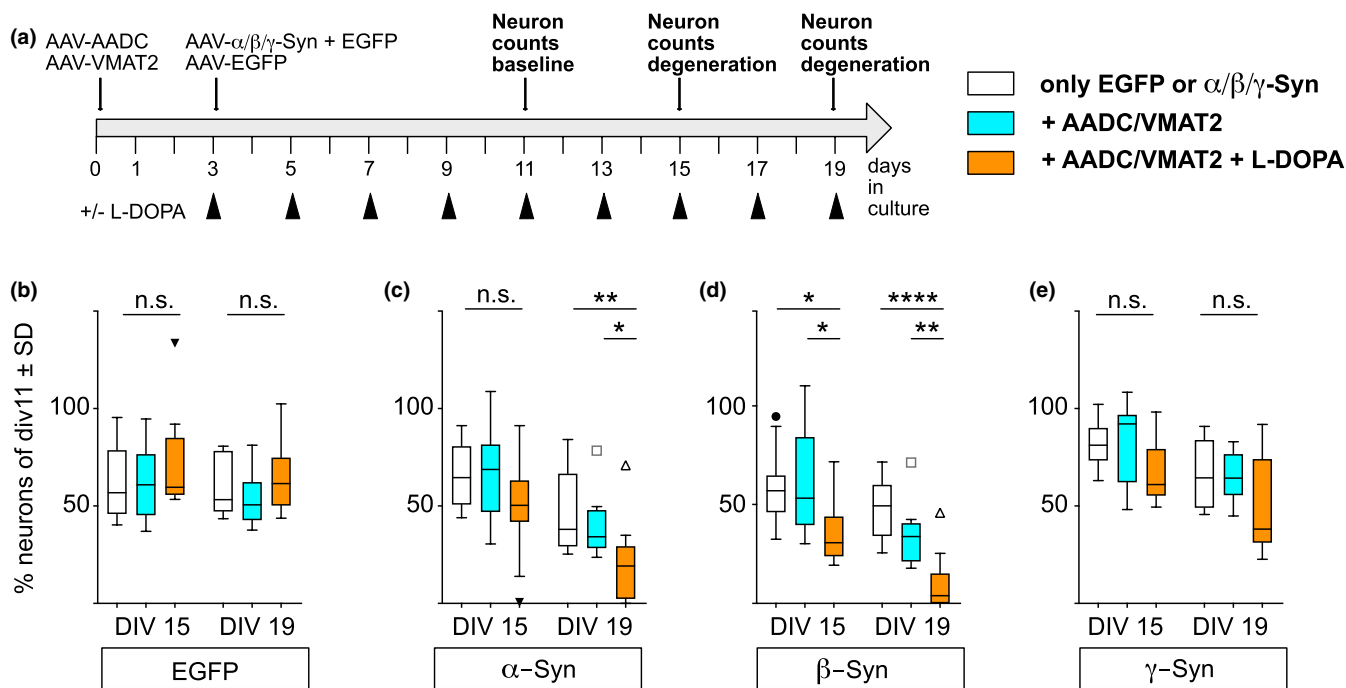 (a)
AAV-AADC
AAV-VMAT2
AAV-α/β/γ-Syn + EGFP
AAV-EGFP
Neuron
counts
baseline
Neuron
counts
degeneration
Neuron
counts
degeneration
0 1 3 5 7 9 11 13 15 17 19 days
in
culture
+/- L-DOPA
only EGFP or α/β/γ-Syn
+ AADC/VMAT2
+ AADC/VMAT2 + L-DOPA
(b)
n.s. n.s.
% neurons of div11 ± SD
100
50
DIV 15 DIV 19
EGFP
(c)
n.s. **
*
100
50
DIV 15 DIV 19
α–Syn
(d)
* ****
* **
100
50
DIV 15 DIV 19
β–Syn
(e)
n.s. n.s.
100
50
DIV 15 DIV 19
γ–Syn